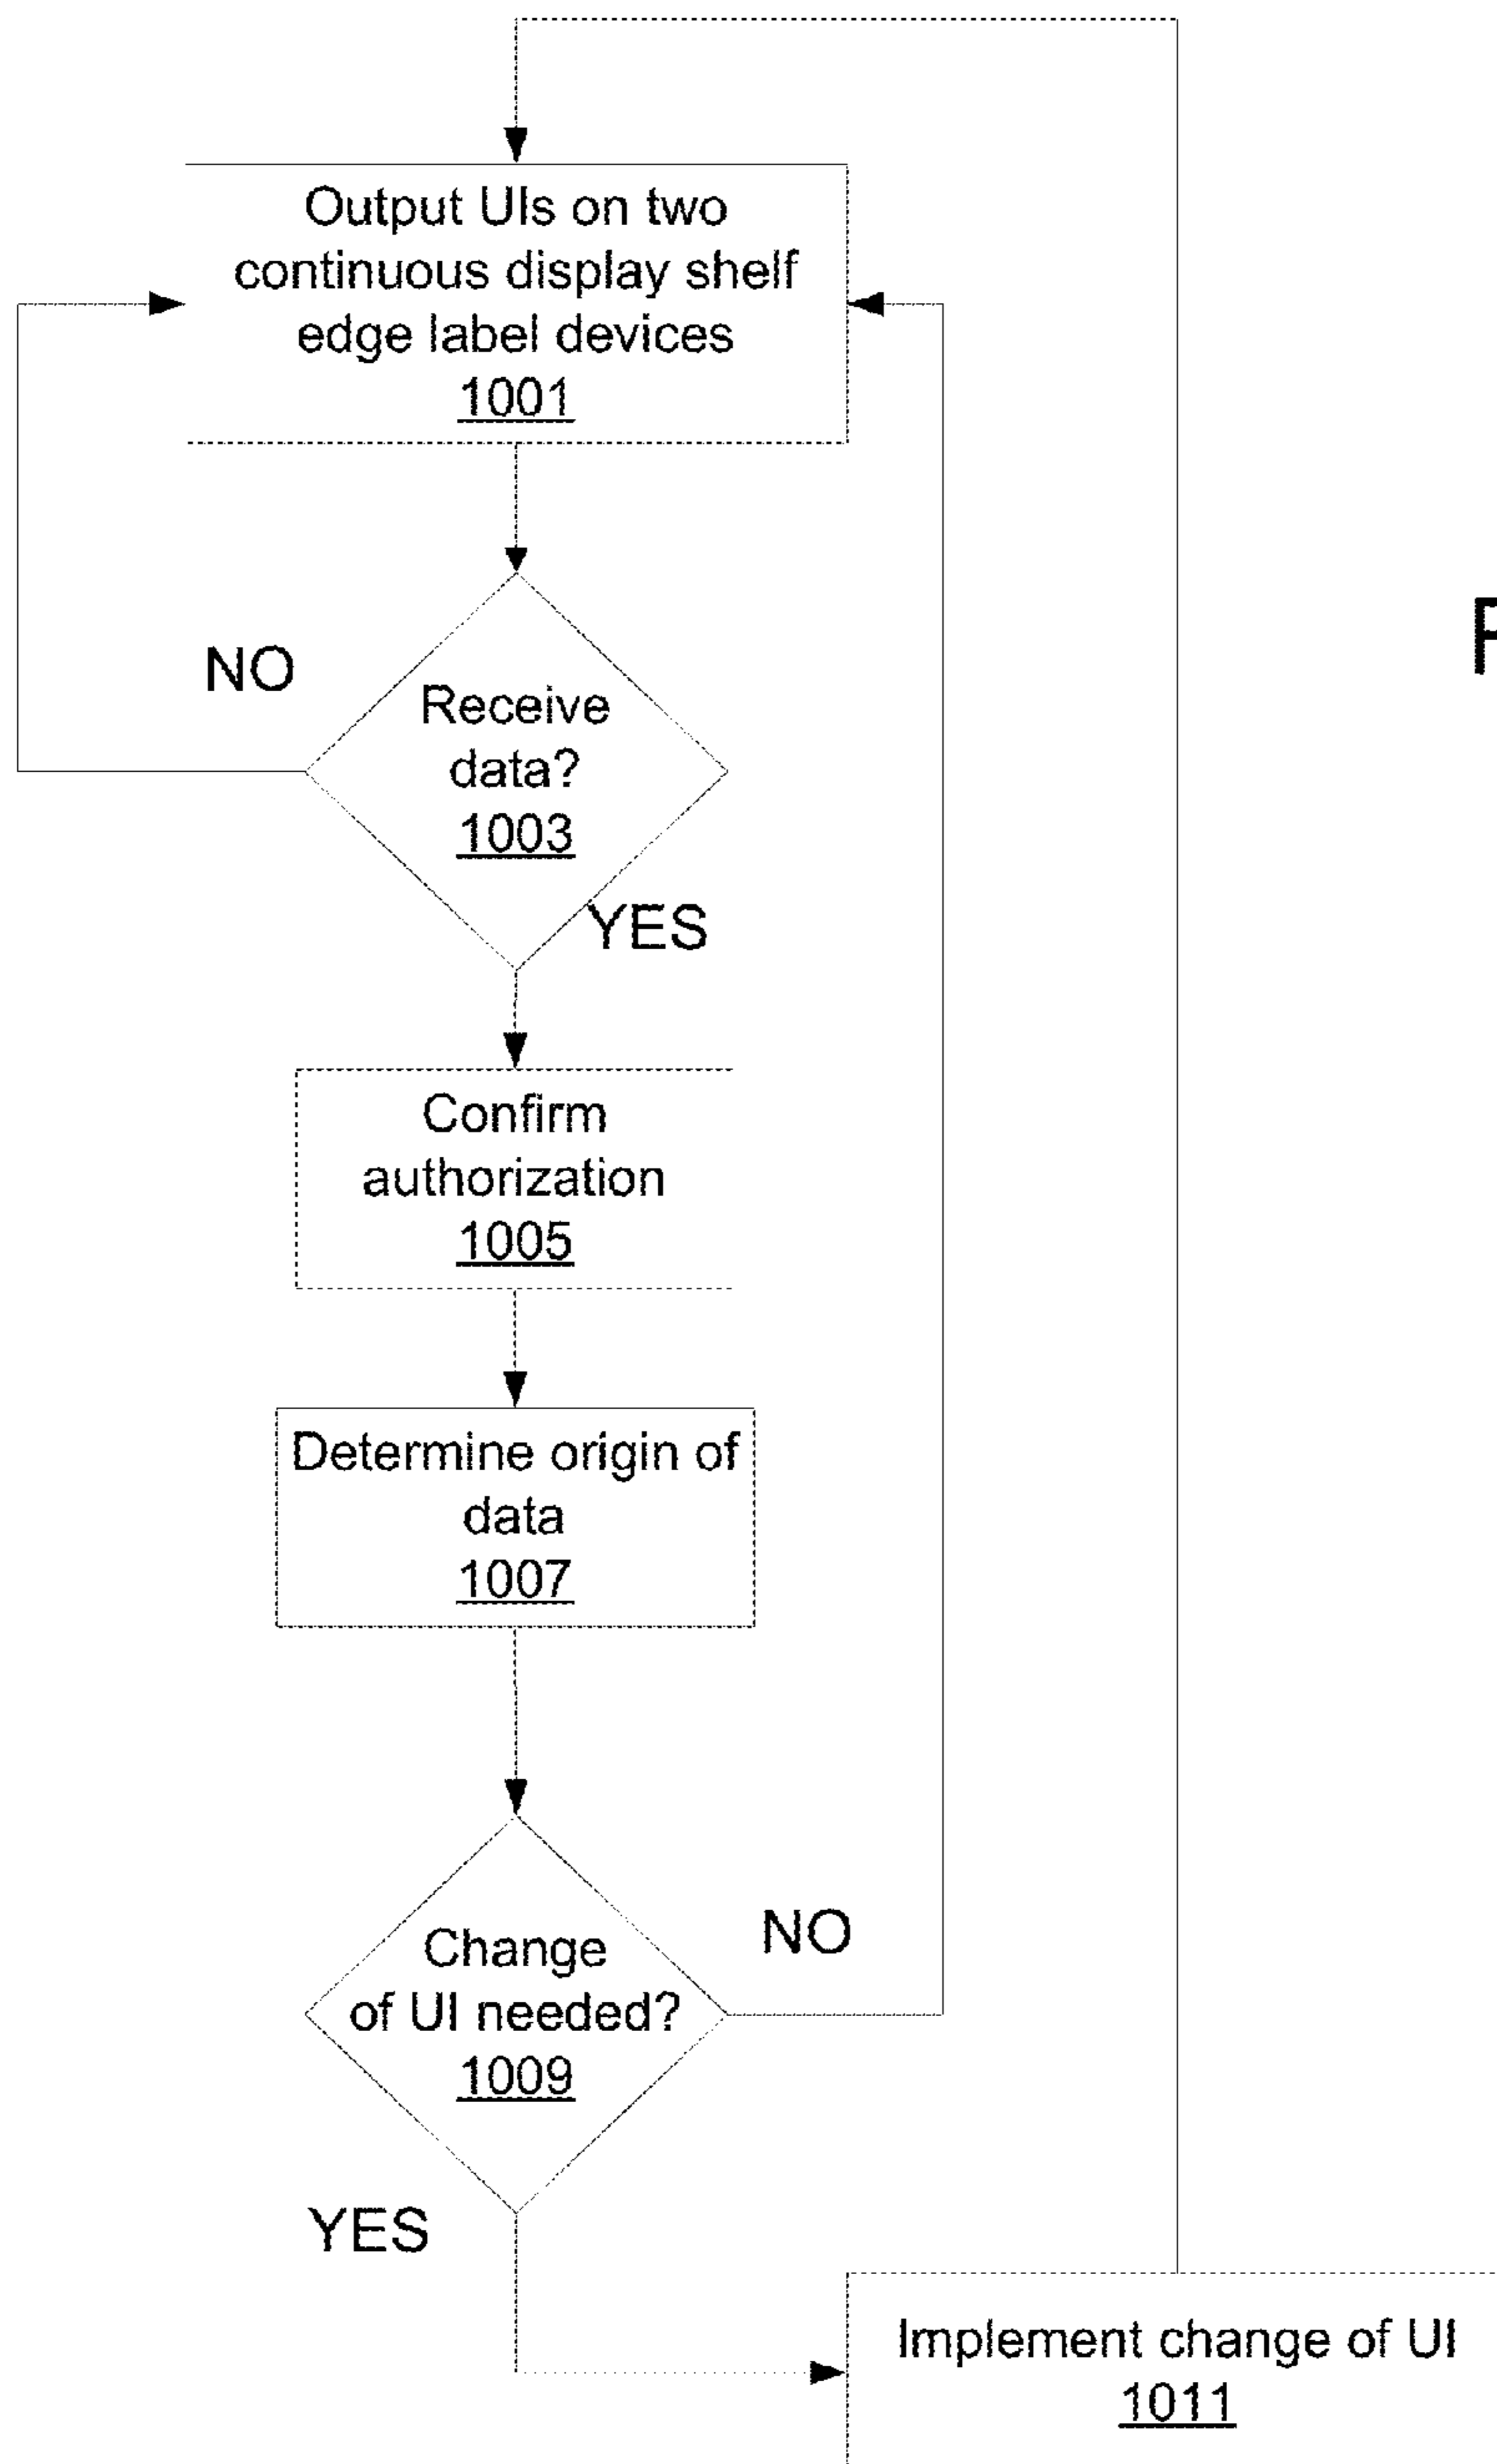 Output UIs on two
continuous display shelf
edge label devices
1001
NO
Receive
data?
1003
YES
Confirm
authorization
1005
Determine origin of
data
1007
Change
of UI needed?
1009
NO
YES
Implement change of UI
1011